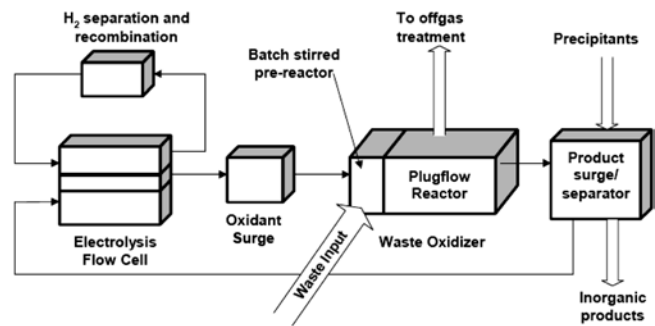 H2 separation and
recombination
To offgas
treatment
Precipitants
Batch stirred
pre-reactor
Plugflow
Reactor
Product
surge/
separator
Oxidant
Surge
Electrolysis
Flow Cell
Waste Input
Waste Oxidizer
Inorganic
products